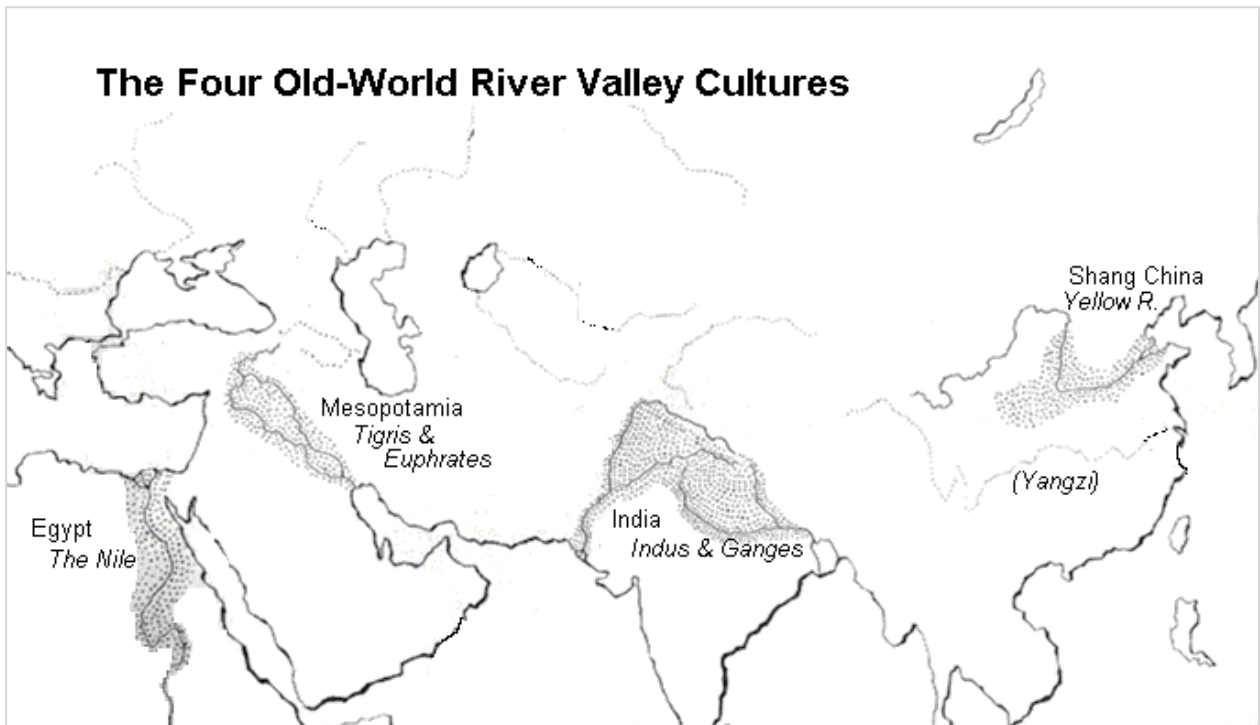 The Four Old-World River Valley Cultures
Shang China
Yellow R.
Mesopotamia
Tigris &
Euphrates
(Yangzi)
Egypt
The Nile
India
Indus & Ganges